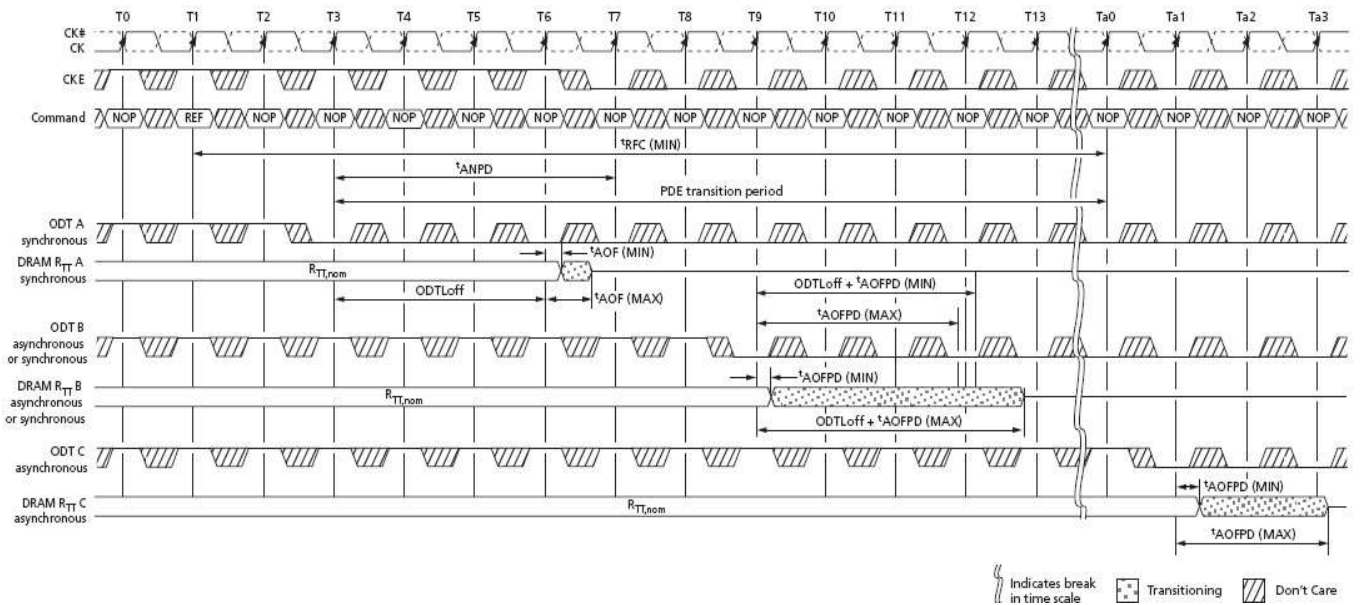 T0 T1 T2 T3 T4 T5 T6 T7 T8 T9 T10 T11 T12 T13 Ta0 Ta1 Ta2 Ta3
CK#
CK
CKE
Command NOP REF NOP NOP NOP NOP NOP NOP NOP NOP NOP NOP NOP NOP NOP NOP NOP NOP
tRFC (MIN)
tANPD
PDE transition period
ODT A
synchronous
tAOF (MIN)
DRAM RTT A
synchronous
RTT,nom
ODTLoff
tAOF (MAX)
ODTLoff + tAOFPD (MIN)
tAOFPD (MAX)
ODT B
asynchronous
or synchronous
tAOFPD (MIN)
DRAM RTT B
asynchronous
or synchronous
RTT,nom
ODTLoff + tAOFPD (MAX)
ODT C
asynchronous
tAOFPD (MIN)
DRAM RTT C
asynchronous
RTT,nom
tAOFPD (MAX)
Indicates break
in time scale
Transitioning
Don't Care